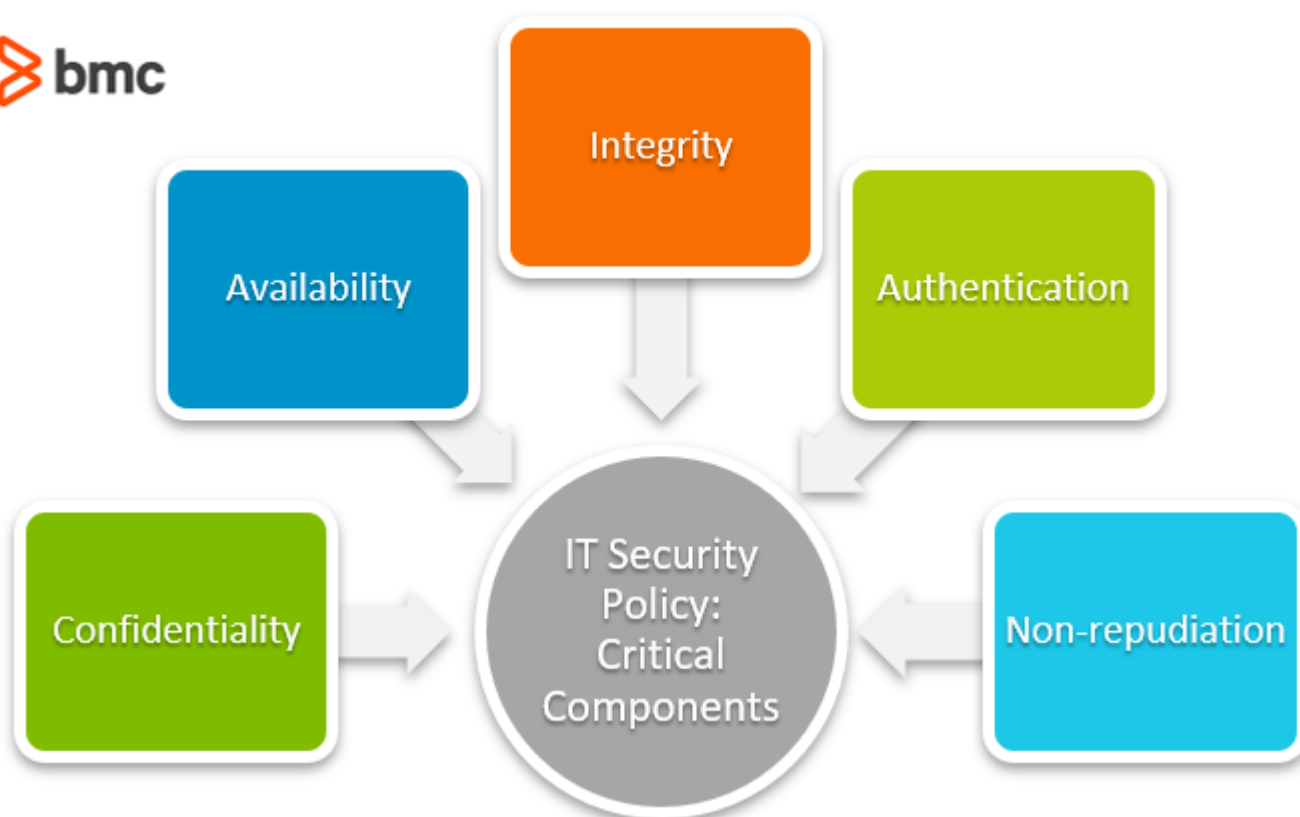 bmc
Integrity
Availability
Authentication
Confidentiality
IT Security
Policy:
Critical
Components
Non-repudiation